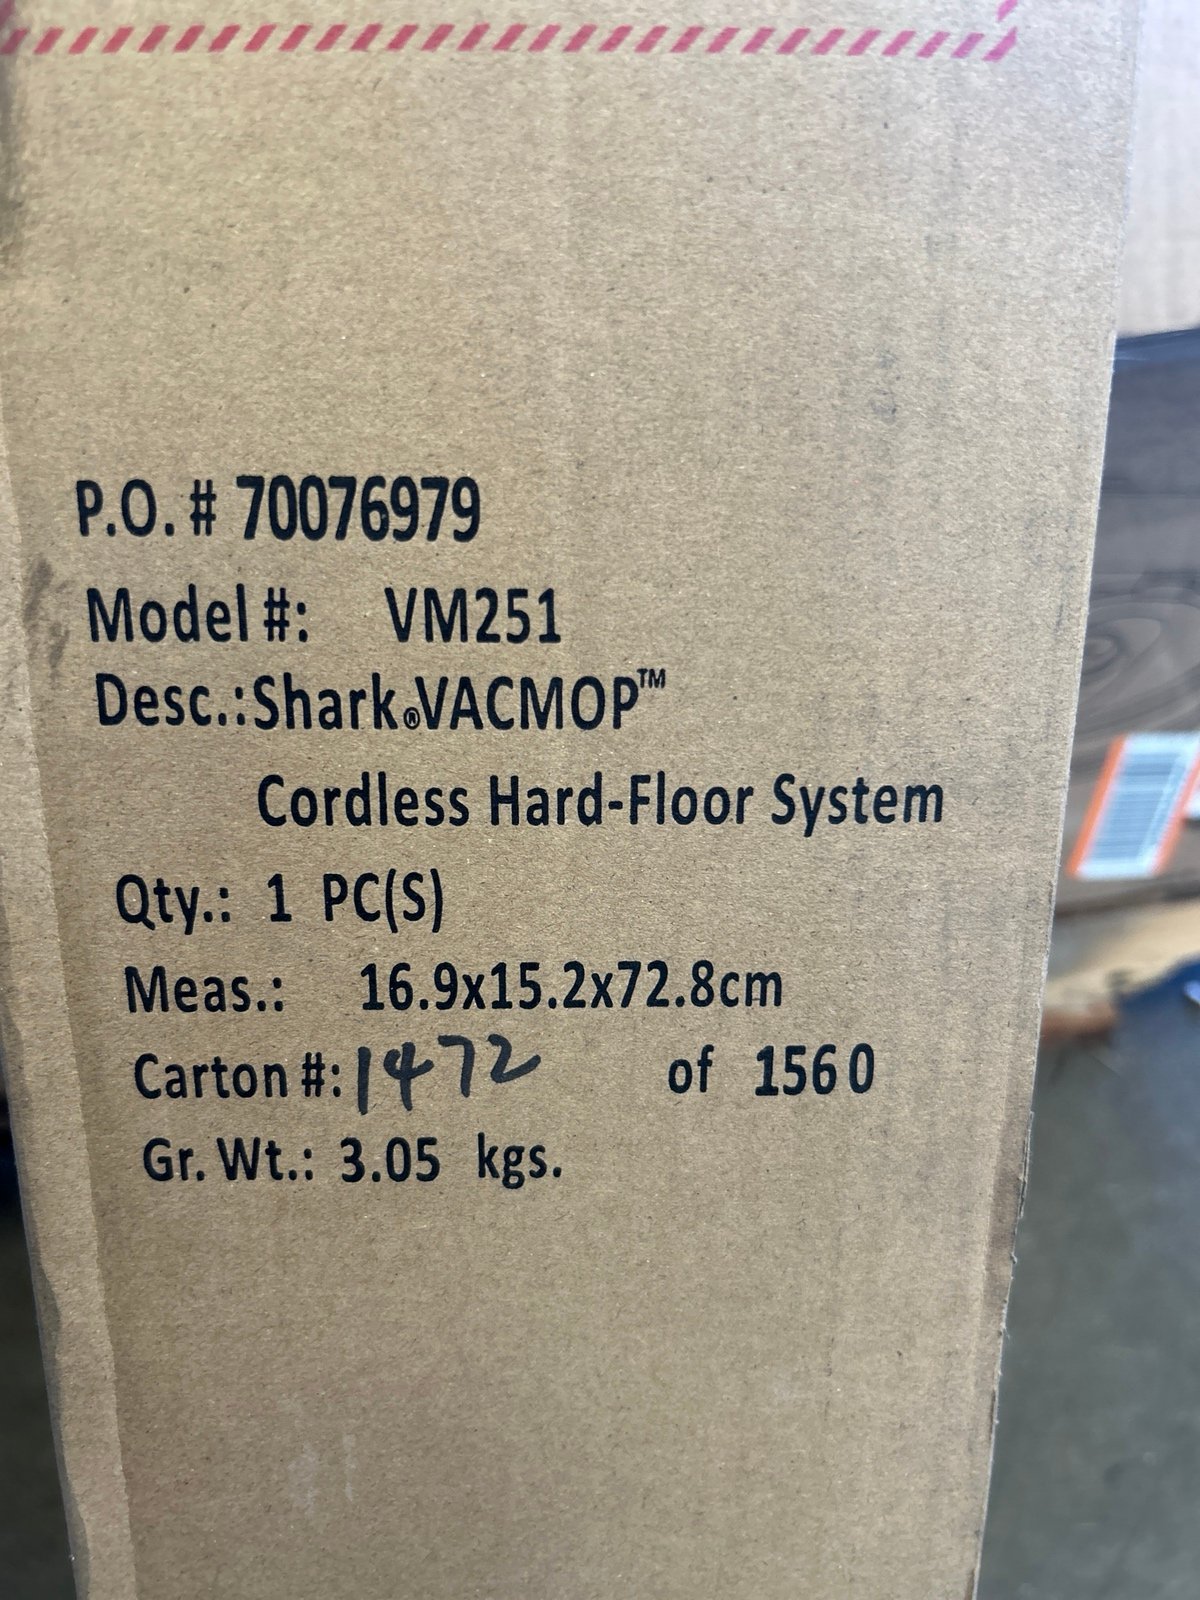 P.O. # 70076979
Model #: VM251
Desc.:Shark®VACMOP™
Cordless Hard-Floor System
Qty.: 1 PC(S)
Meas.: 16.9x15.2x72.8cm
Carton #:1472 of 1560
Gr. Wt.: 3.05 kgs.